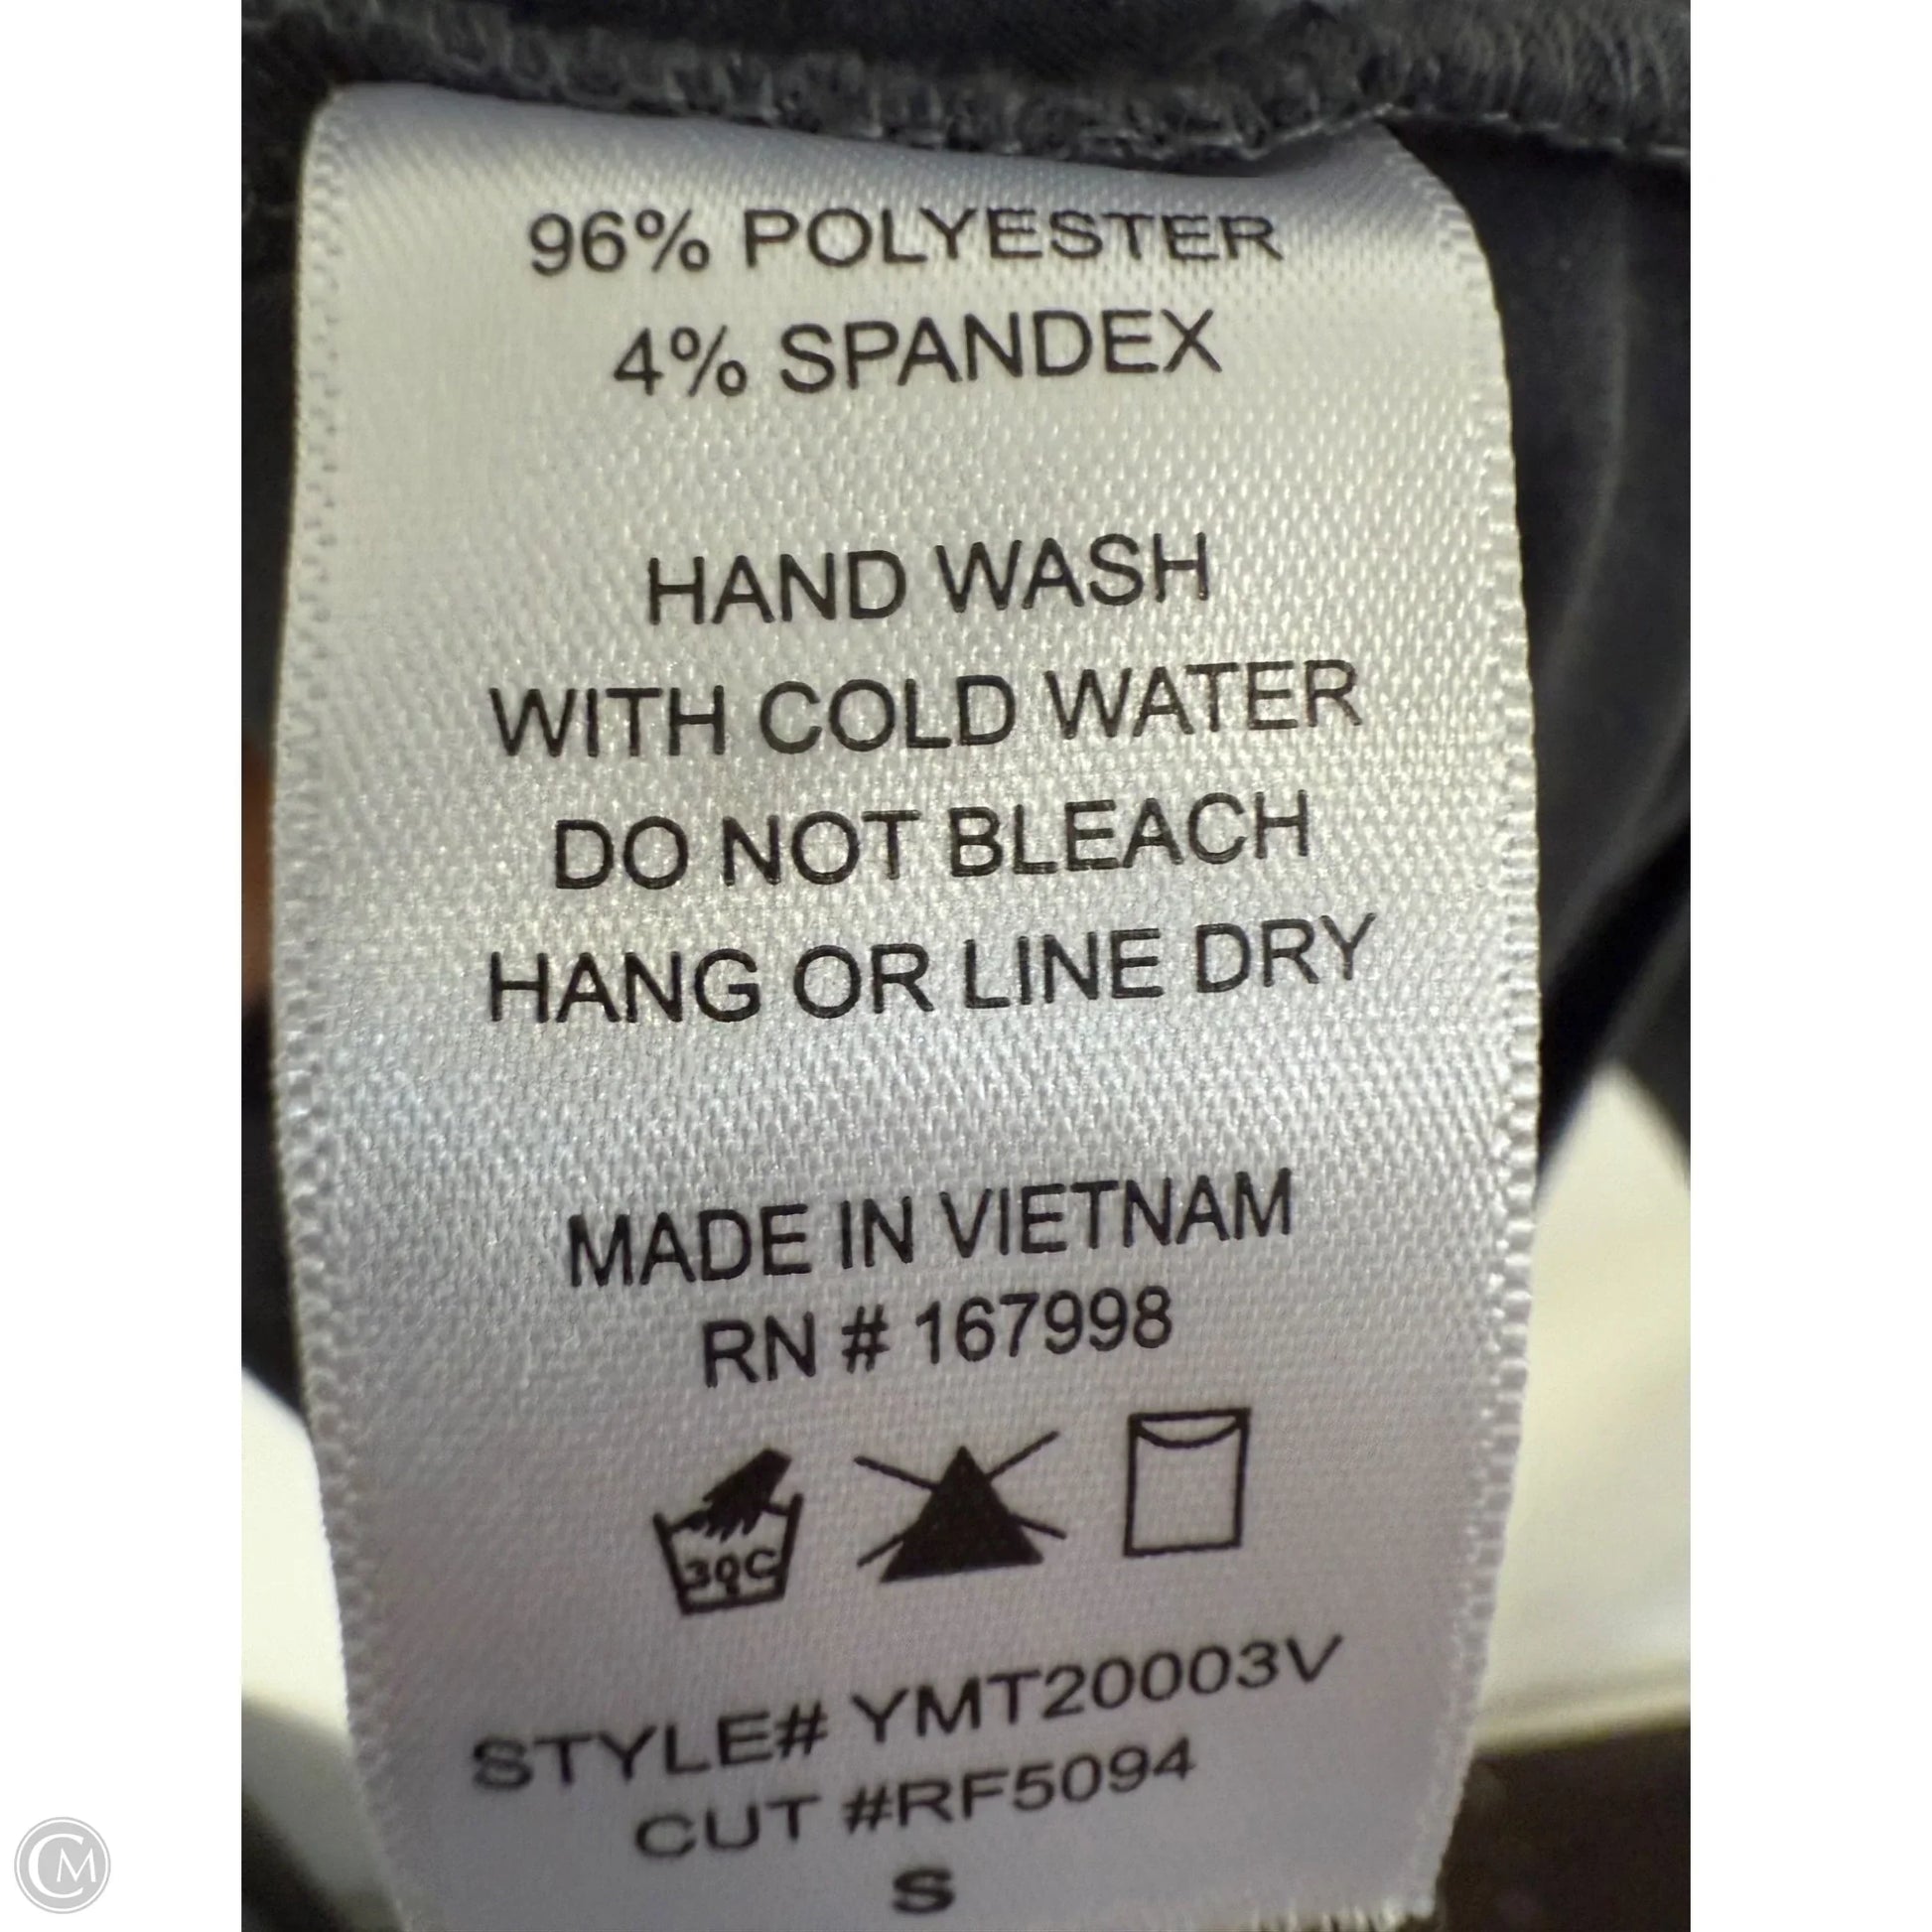 96% POLYESTER
4% SPANDEX
HAND WASH
WITH COLD WATER
DO NOT BLEACH
HANG OR LINE DRY
MADE IN VIETNAM
RN # 167998
30C
STYLE# YMT20003V
CUT #RF5094
S
CM